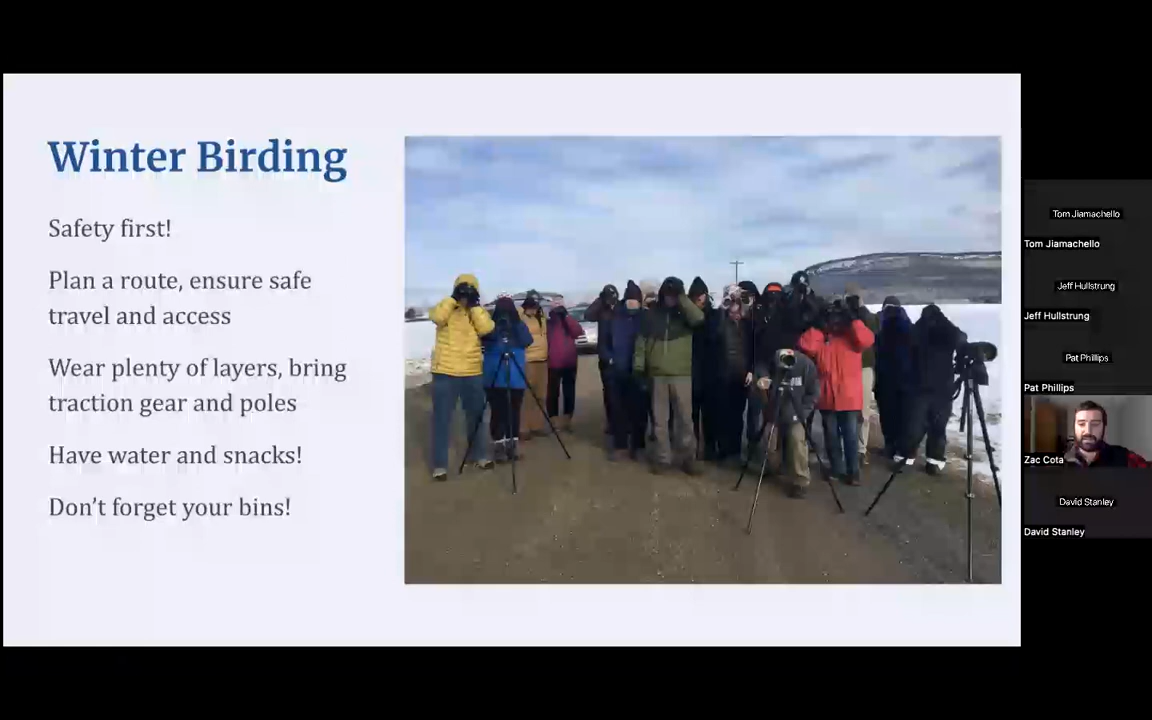 Winter Birding
Safety first!
Plan a route, ensure safe
travel and access
Wear plenty of layers, bring
traction gear and poles
Have water and snacks!
Don’t forget your bins!
Tom Jiamachello
Tom Jiamachello
Jeff Hullstrung
Jeff Hullstrung
Pat Phillips
Pat Phillips
Zac Cota
David Stanley
David Stanley